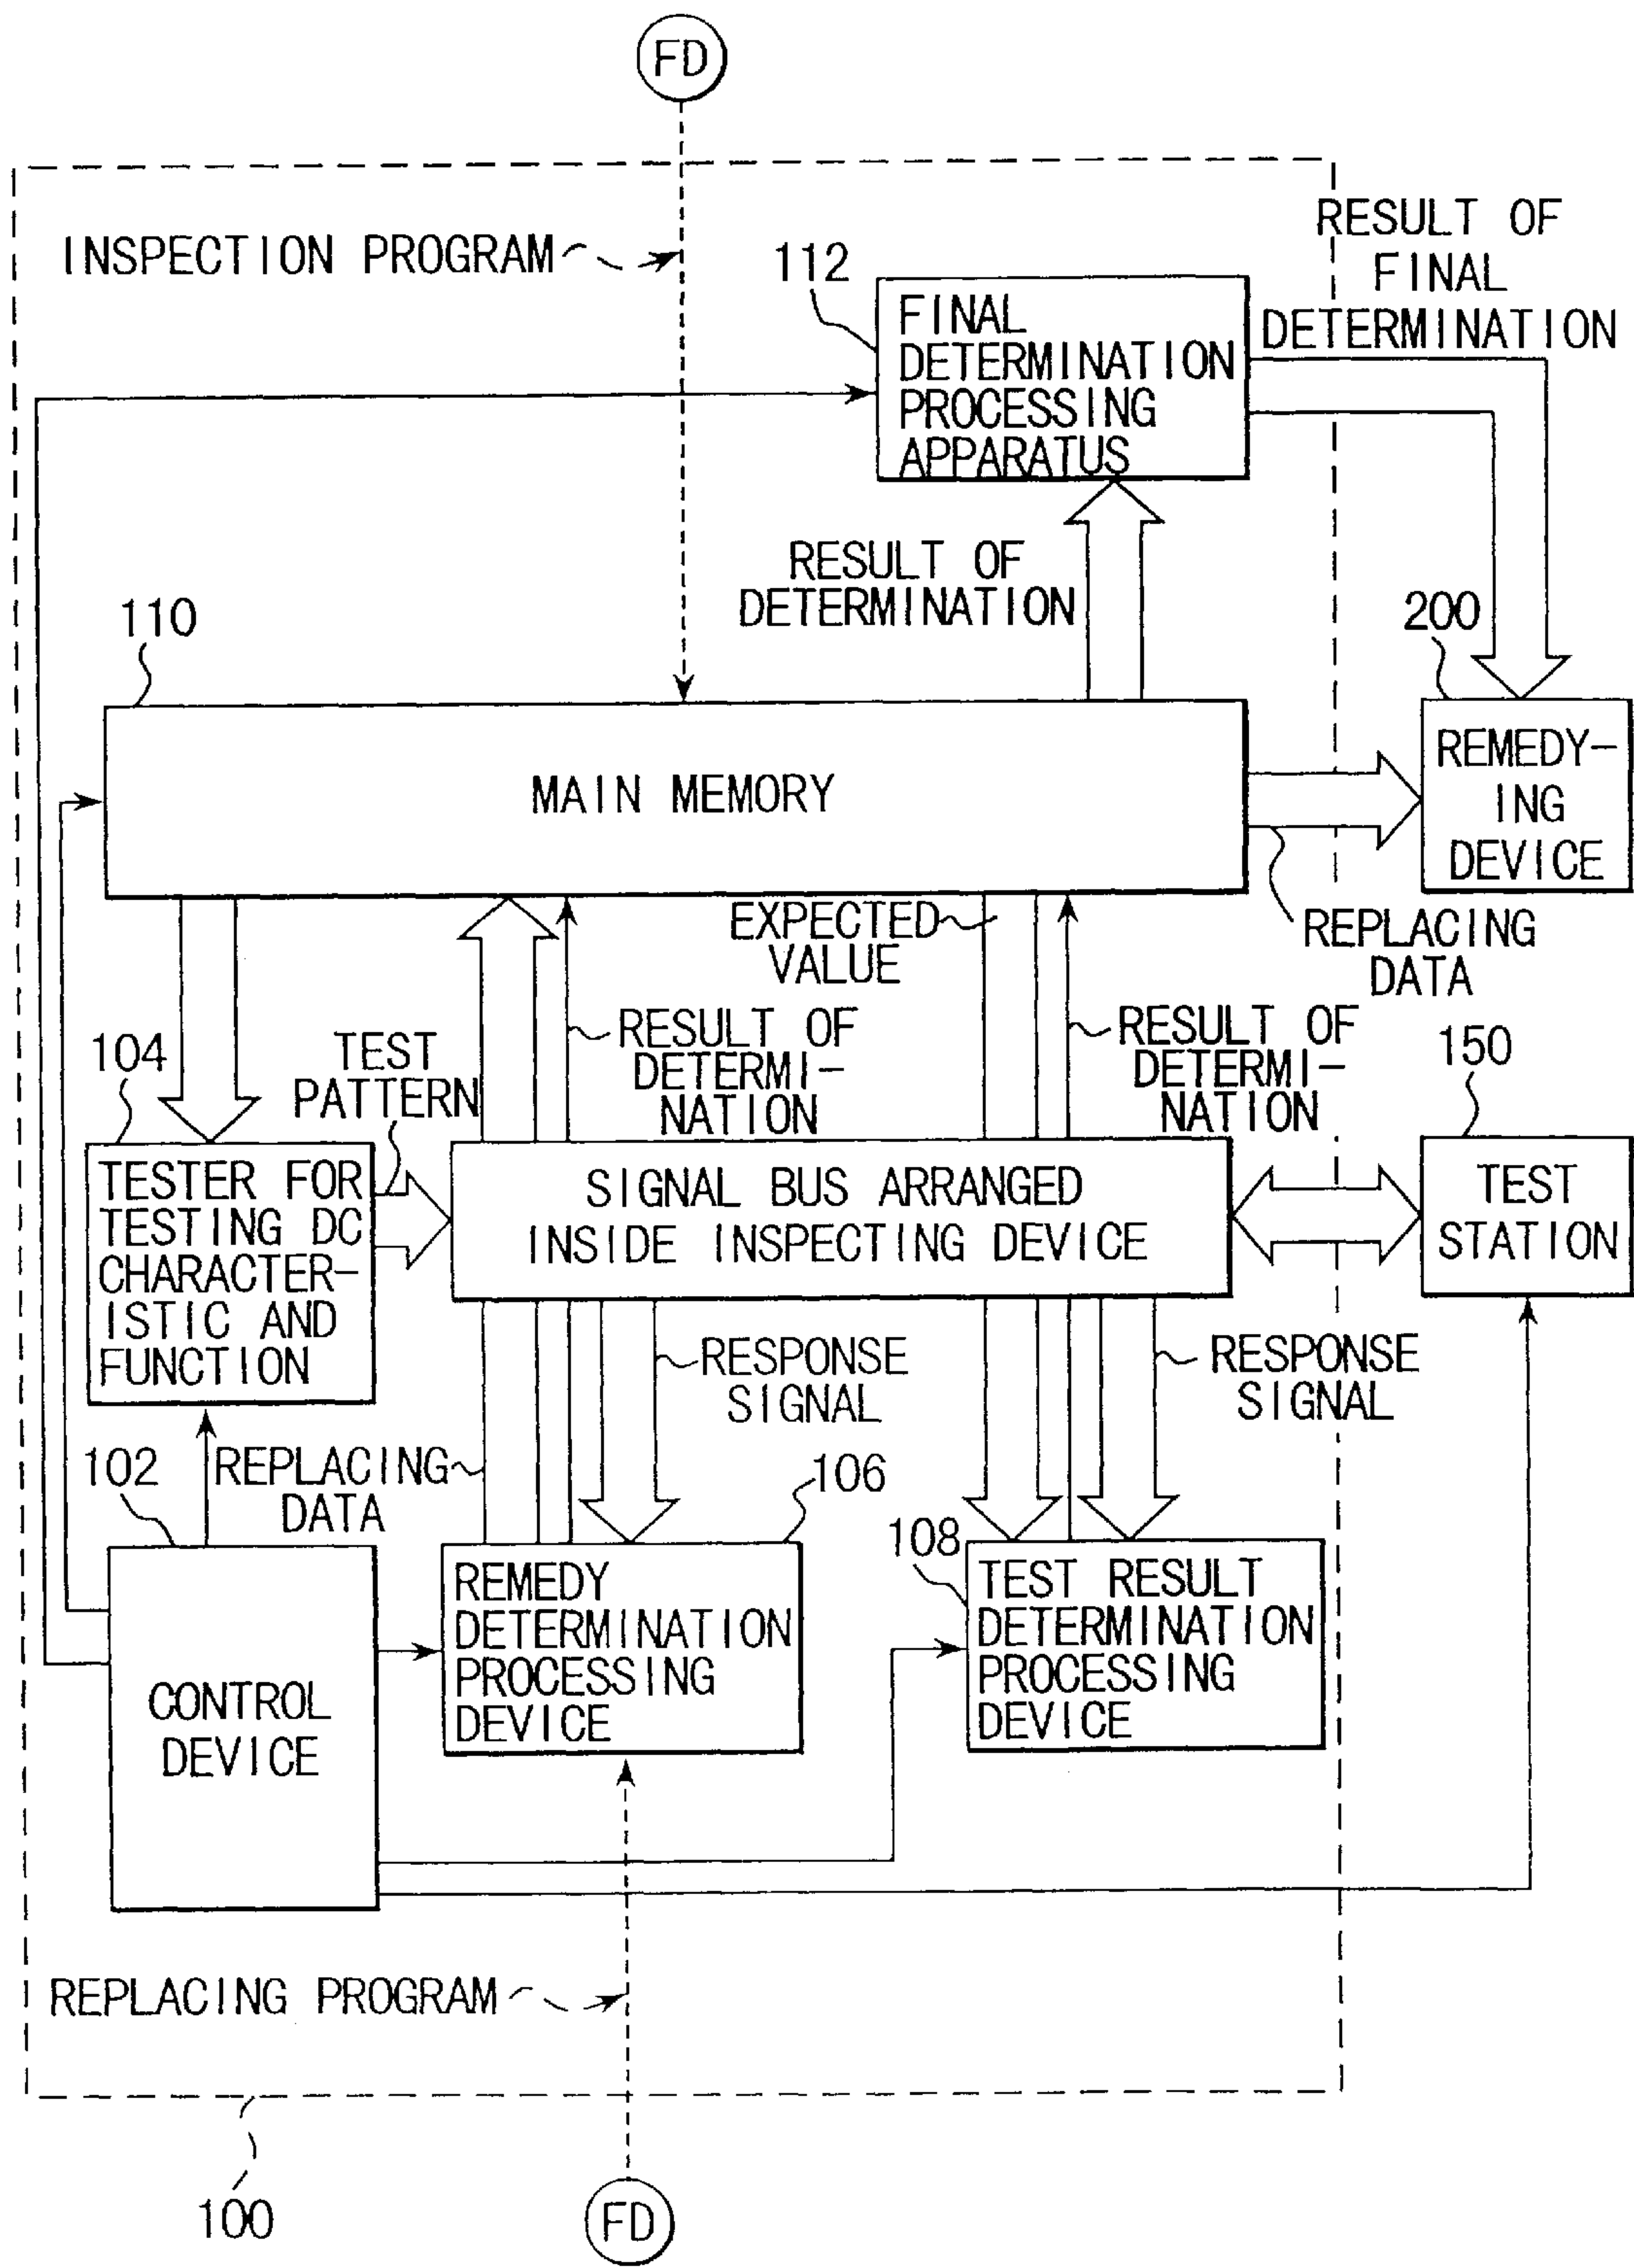 FD
INSPECTION PROGRAM
112
RESULT OF
FINAL
DETERMINATION
FINAL
DETERMINATION
PROCESSING
APPARATUS
RESULT OF
DETERMINATION
110
200
MAIN MEMORY
REMEDY-
ING
DEVICE
EXPECTED
VALUE
REPLACING
DATA
RESULT OF
DETERMI-
NATION
RESULT OF
DETERMI-
NATION
104
TEST
PATTERN
150
TESTER FOR
TESTING DC
CHARACTER-
ISTIC AND
FUNCTION
SIGNAL BUS ARRANGED
INSIDE INSPECTING DEVICE
TEST
STATION
RESPONSE
SIGNAL
RESPONSE
SIGNAL
102
REPLACING
DATA
106
108
CONTROL
DEVICE
REMEDY
DETERMINATION
PROCESSING
DEVICE
TEST RESULT
DETERMINATION
PROCESSING
DEVICE
REPLACING PROGRAM
100
FD